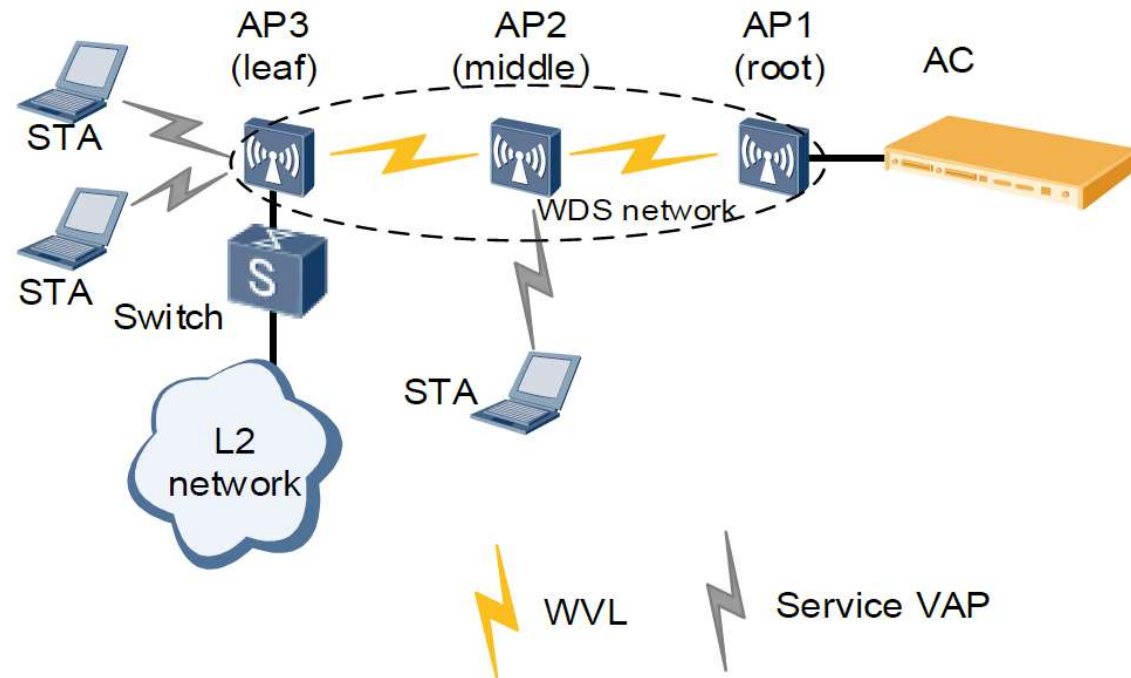 AP3
(leaf)
AP2
(middle)
AP1
(root)
AC
STA
STA
WDS network
Switch
S
STA
L2
network
WVL
Service VAP